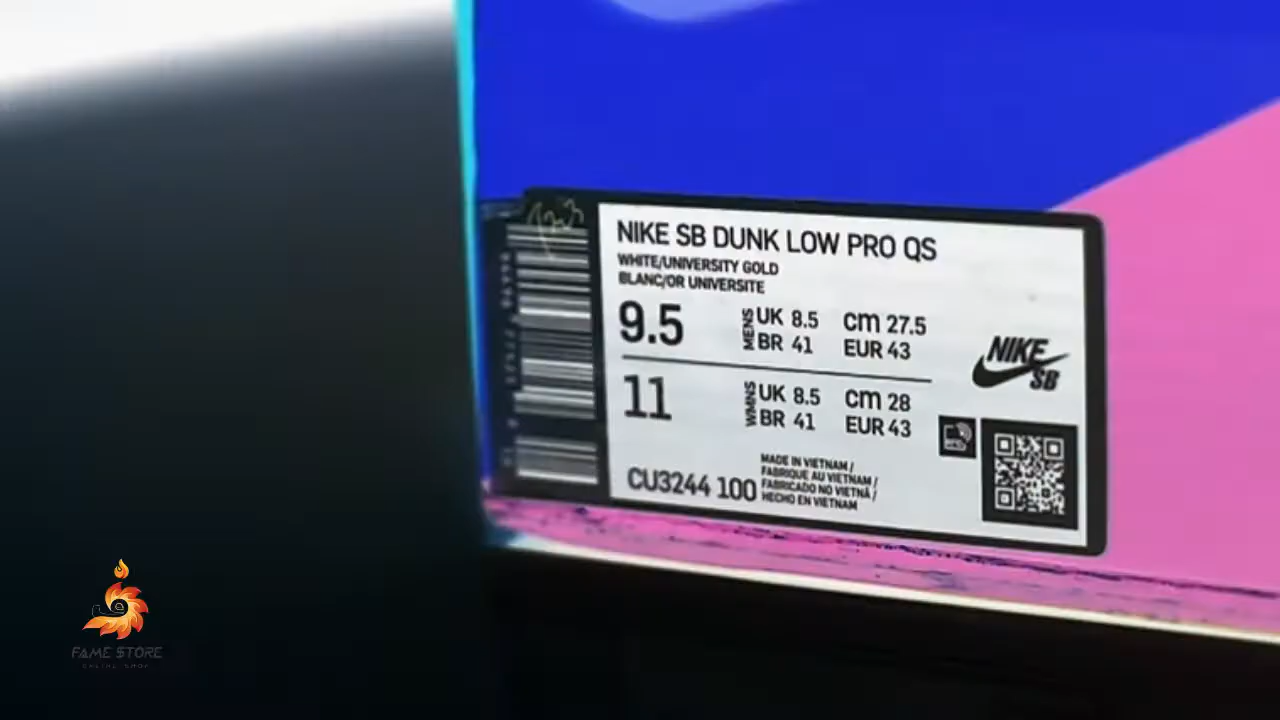 NIKE SB DUNK LOW PRO QS
WHITE/UNIVERSITY GOLD
BLANC/OR UNIVERSITE
9.5 MENS UK 8.5 cm 27.5
BR 41 EUR 43
NIKE
SB
11 WMNS UK 8.5 cm 28
BR 41 EUR 43
CU3244 100
MADE IN VIETNAM /
FABRIQUE AU VIETNAM /
FABRICADO NO VIETNÃ /
HECHO EN VIETNAM
FAME STORE